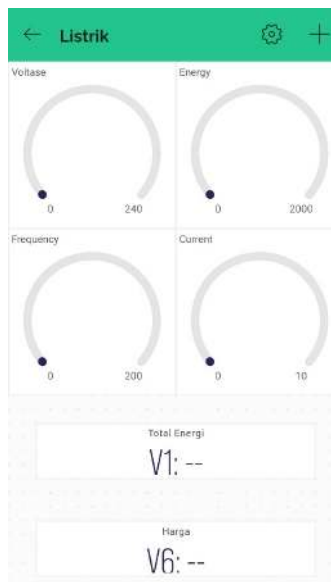 Listrik
Voltase
Energy
0 240
0 2000
Frequency
Current
0 200
0 10
Total Energi
V1: --
Harga
V6: --